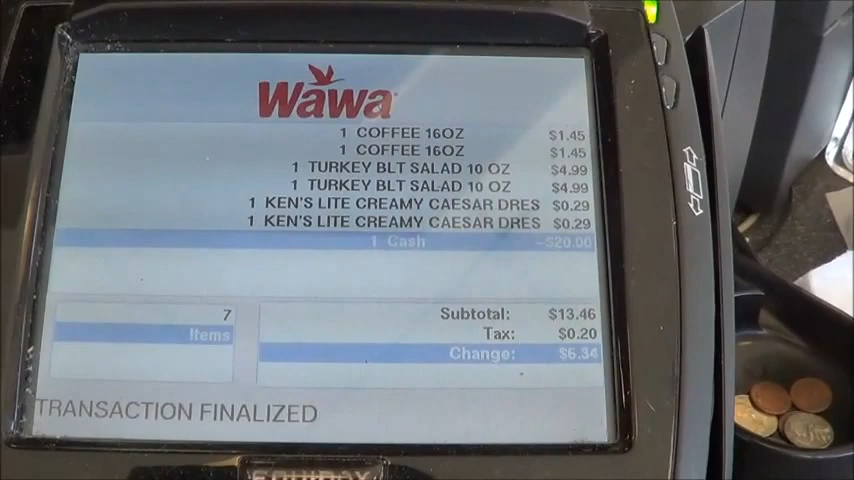 Wawa
1 COFFEE 16OZ $1.45
1 COFFEE 16OZ $1.45
1 TURKEY BLT SALAD 10 OZ $4.99
1 TURKEY BLT SALAD 10 OZ $4.99
1 KEN'S LITE CREAMY CAESAR DRES $0.29
1 KEN'S LITE CREAMY CAESAR DRES $0.29
1 Cash -$20.00
7
Items
Subtotal: $13.46
Tax: $0.20
Change: $6.34
TRANSACTION FINALIZED
EQUINOX